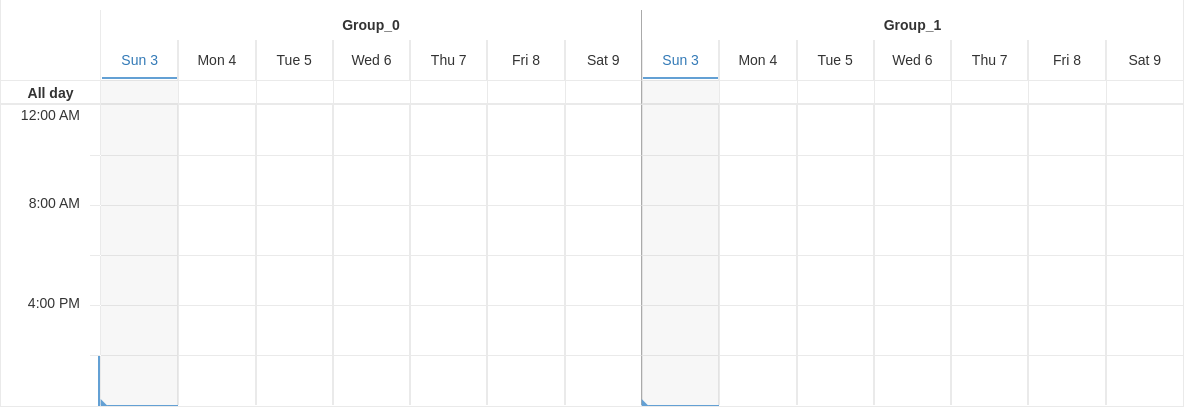 Group_0 Group_1
Sun 3 Mon 4 Tue 5 Wed 6 Thu 7 Fri 8 Sat 9 Sun 3 Mon 4 Tue 5 Wed 6 Thu 7 Fri 8 Sat 9
All day
12:00 AM
8:00 AM
4:00 PM